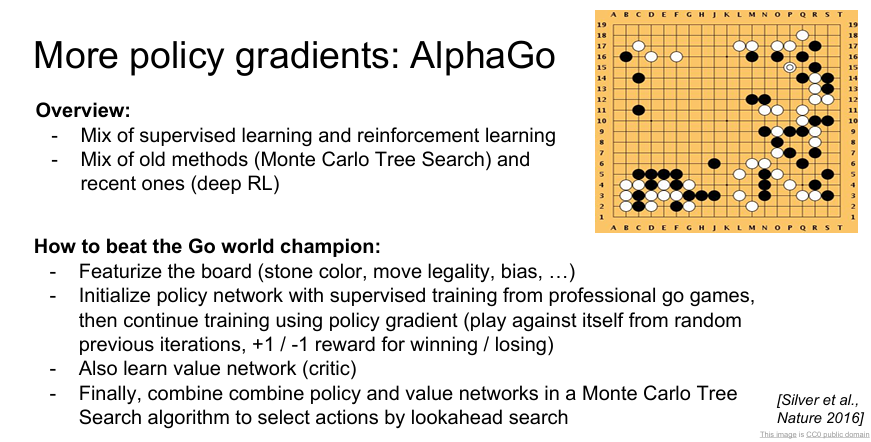 More policy gradients: AlphaGo
Overview:
- Mix of supervised learning and reinforcement learning
- Mix of old methods (Monte Carlo Tree Search) and
recent ones (deep RL)
How to beat the Go world champion:
- Featurize the board (stone color, move legality, bias, …)
- Initialize policy network with supervised training from professional go games,
then continue training using policy gradient (play against itself from random
previous iterations, +1 / -1 reward for winning / losing)
- Also learn value network (critic)
- Finally, combine combine policy and value networks in a Monte Carlo Tree
Search algorithm to select actions by lookahead search
A B C D E F G H J K L M N O P Q R S T
19 19
18 18
17 17
16 16
15 15
14 14
13 13
12 12
11 11
10 10
9 9
8 8
7 7
6 6
5 5
4 4
3 3
2 2
1 1
A B C D E F G H J K L M N O P Q R S T
[Silver et al.,
Nature 2016]
This image is CC0 public domain